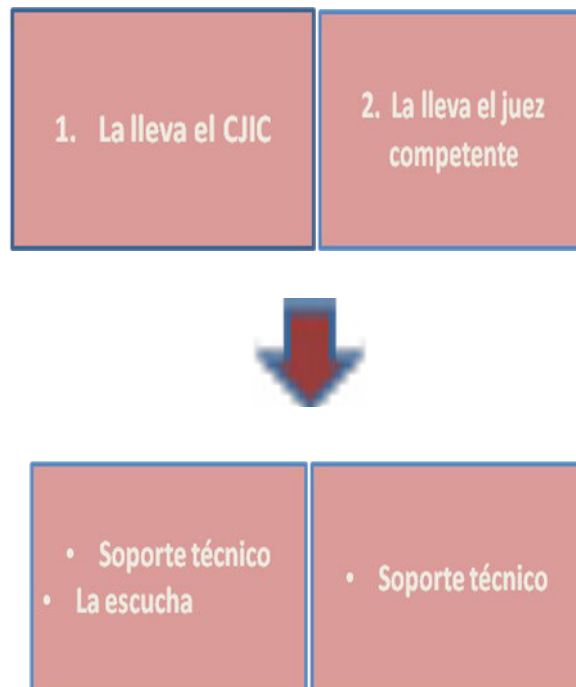 1. La lleva el CJIC
2. La lleva el juez
competente
• Soporte técnico
• La escucha
• Soporte técnico